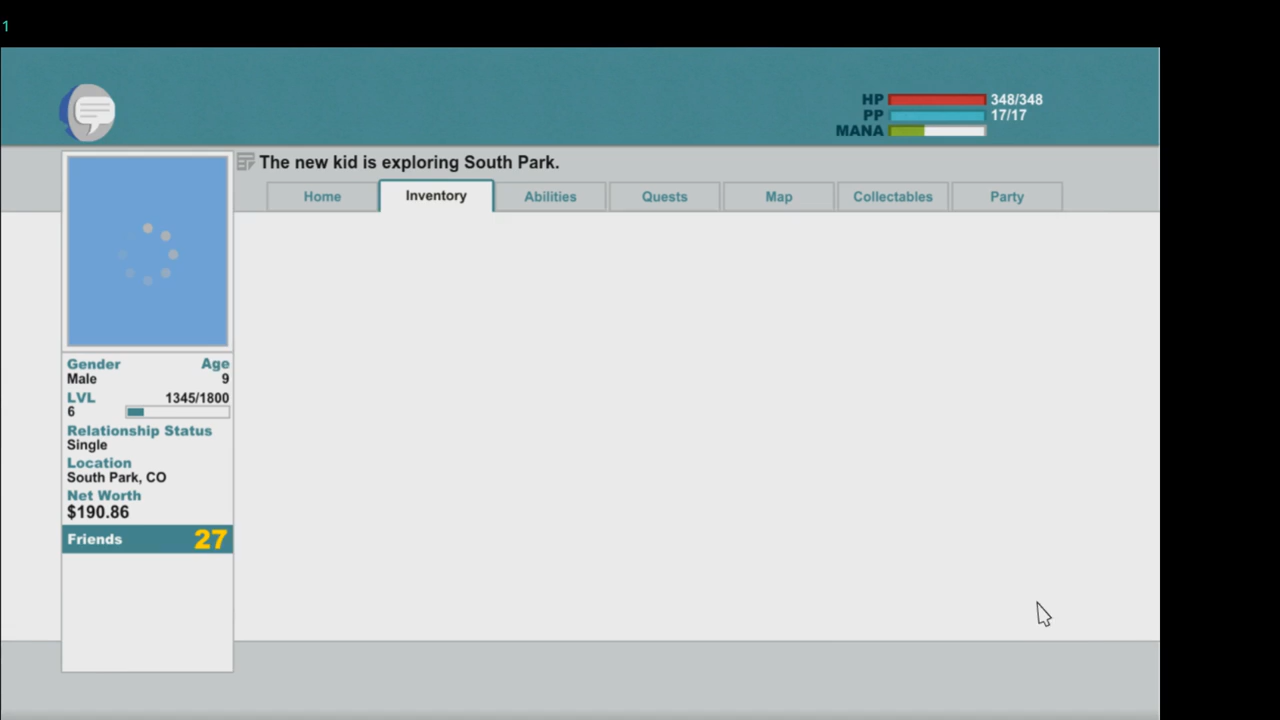 1
HP 348/348
PP 17/17
MANA
The new kid is exploring South Park.
Home Inventory Abilities Quests Map Collectables Party
Gender Age
Male 9
LVL 1345/1800
6
Relationship Status
Single
Location
South Park, CO
Net Worth
$190.86
Friends 27